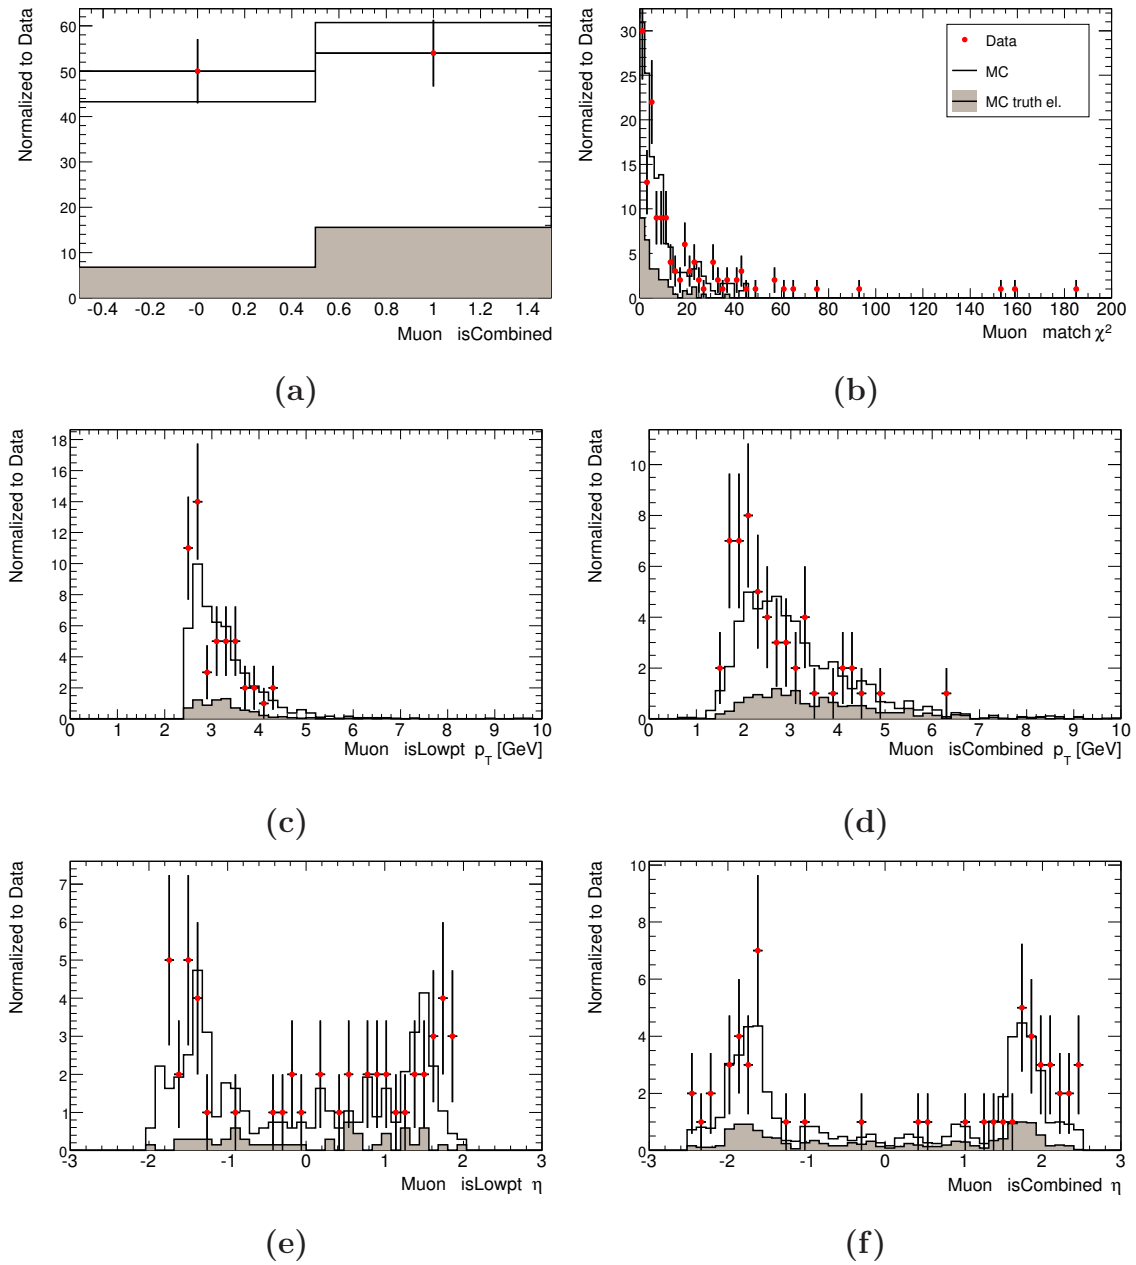 Normalized to Data
60
50
40
30
20
10
0
-0.4 -0.2 -0 0.2 0.4 0.6 0.8 1 1.2 1.4
Muon isCombined
(a)
Normalized to Data
30
25
20
15
10
5
0
0 20 40 60 80 100 120 140 160 180 200
Muon match χ²
Data
MC
MC truth el.
(b)
Normalized to Data
18
16
14
12
10
8
6
4
2
0
1 2 3 4 5 6 7 8 9 10
Muon isLowpt p_T [GeV]
(c)
Normalized to Data
10
8
6
4
2
0
0 1 2 3 4 5 6 7 8 9 10
Muon isCombined p_T [GeV]
(d)
Normalized to Data
7
6
5
4
3
2
1
0
-3 -2 -1 0 1 2 3
Muon isLowpt η
(e)
Normalized to Data
10
8
6
4
2
0
-3 -2 -1 0 1 2 3
Muon isCombined η
(f)